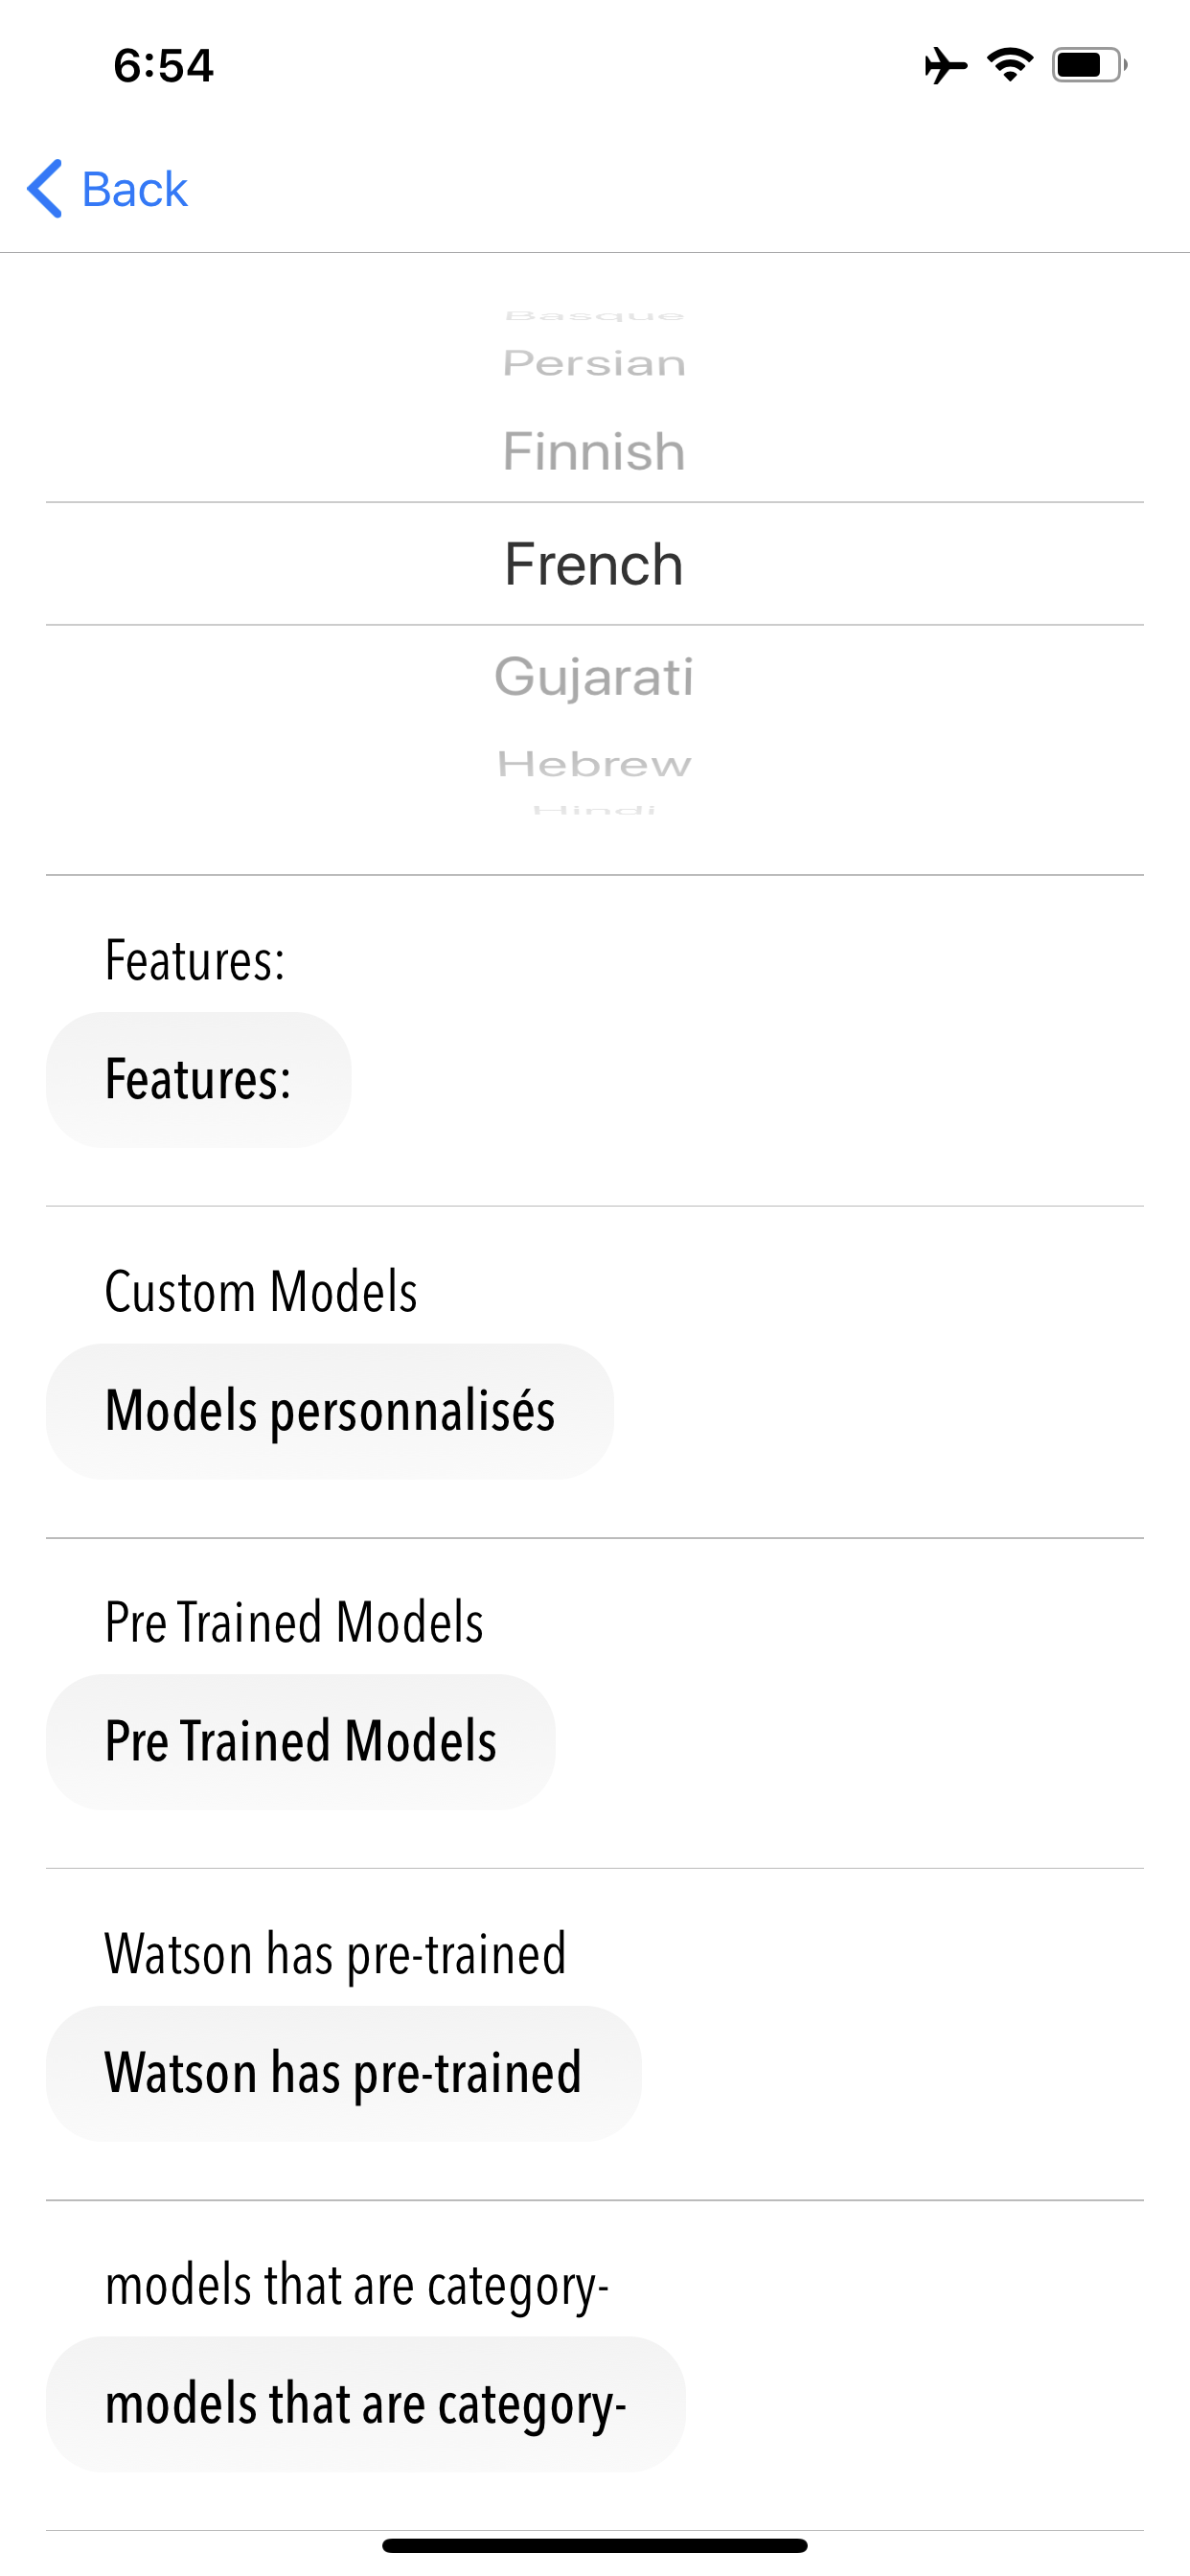 6:54
Back
Basque
Persian
Finnish
French
Gujarati
Hebrew
Hindi
Features:
Features:
Custom Models
Models personnalisés
Pre Trained Models
Pre Trained Models
Watson has pre-trained
Watson has pre-trained
models that are category-
models that are category-